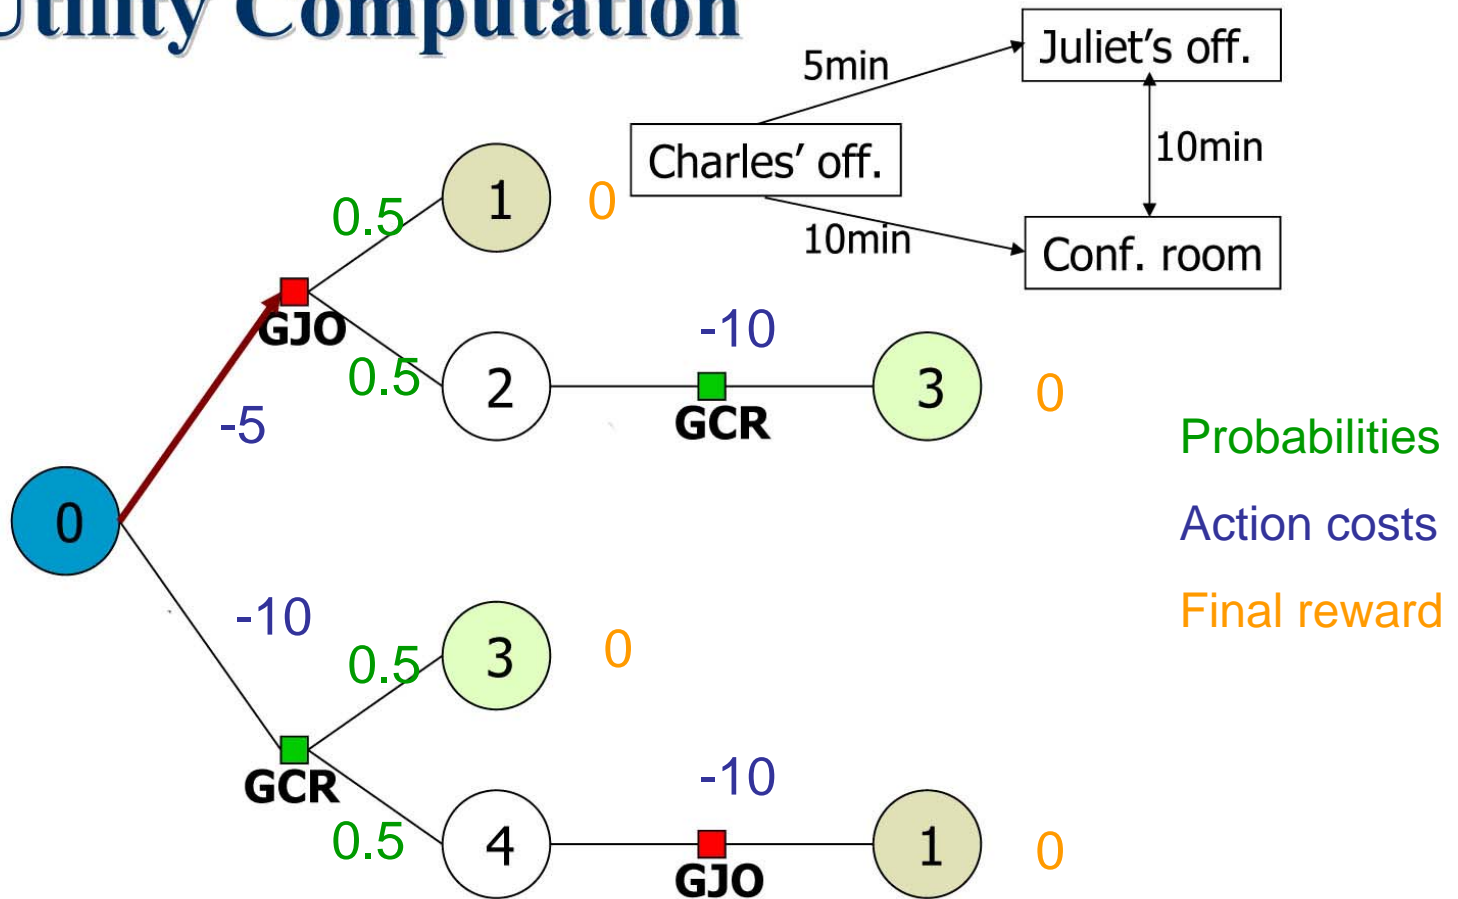 Utility Computation
Juliet's off.
5min
Charles' off.
10min
10min
Conf. room
1
0
0.5
GJO
0.5
-5
2
-10
GCR
3
0
0
Probabilities
Action costs
Final reward
-10
0.5
3
0
GCR
0.5
4
-10
GJO
1
0